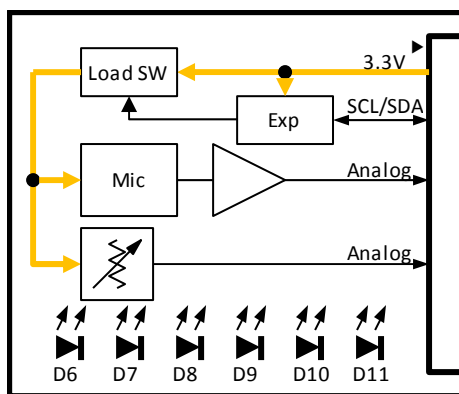 Load SW
3.3V
Exp
SCL/SDA
Mic
Analog
Analog
D6 D7 D8 D9 D10 D11